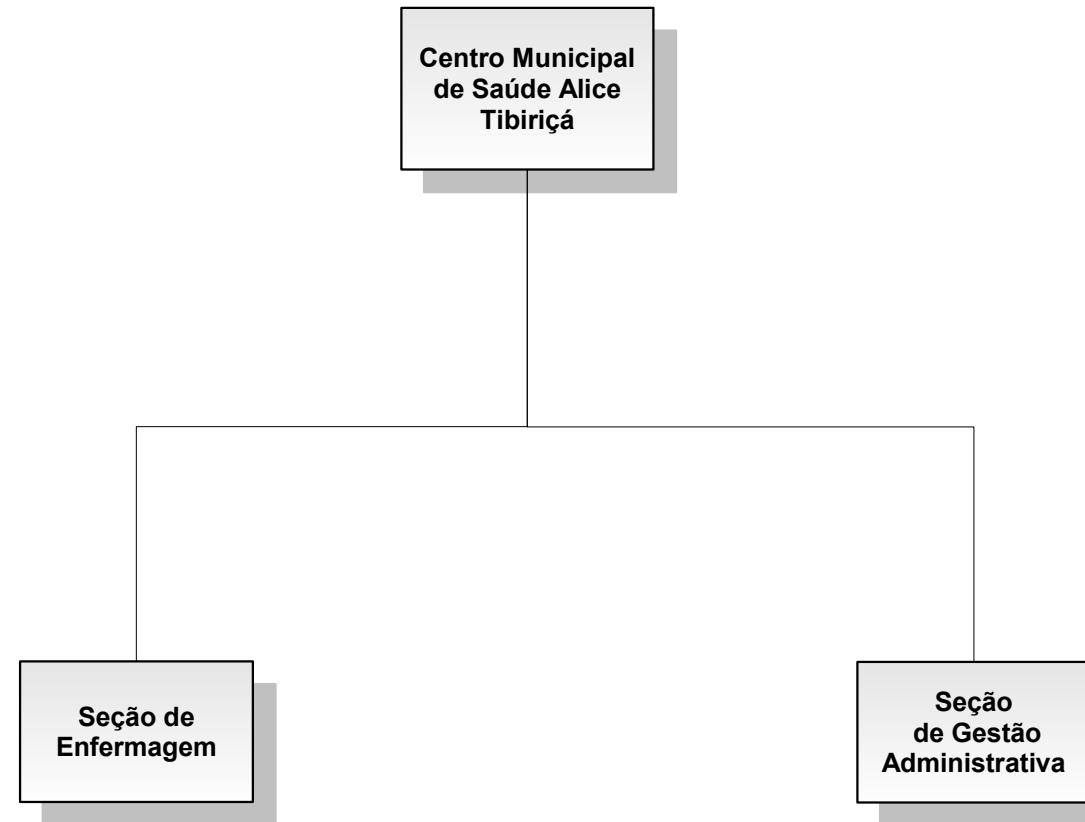 Centro Municipal
de Saúde Alice
Tibiriçá
Seção de
Enfermagem
Seção
de Gestão
Administrativa